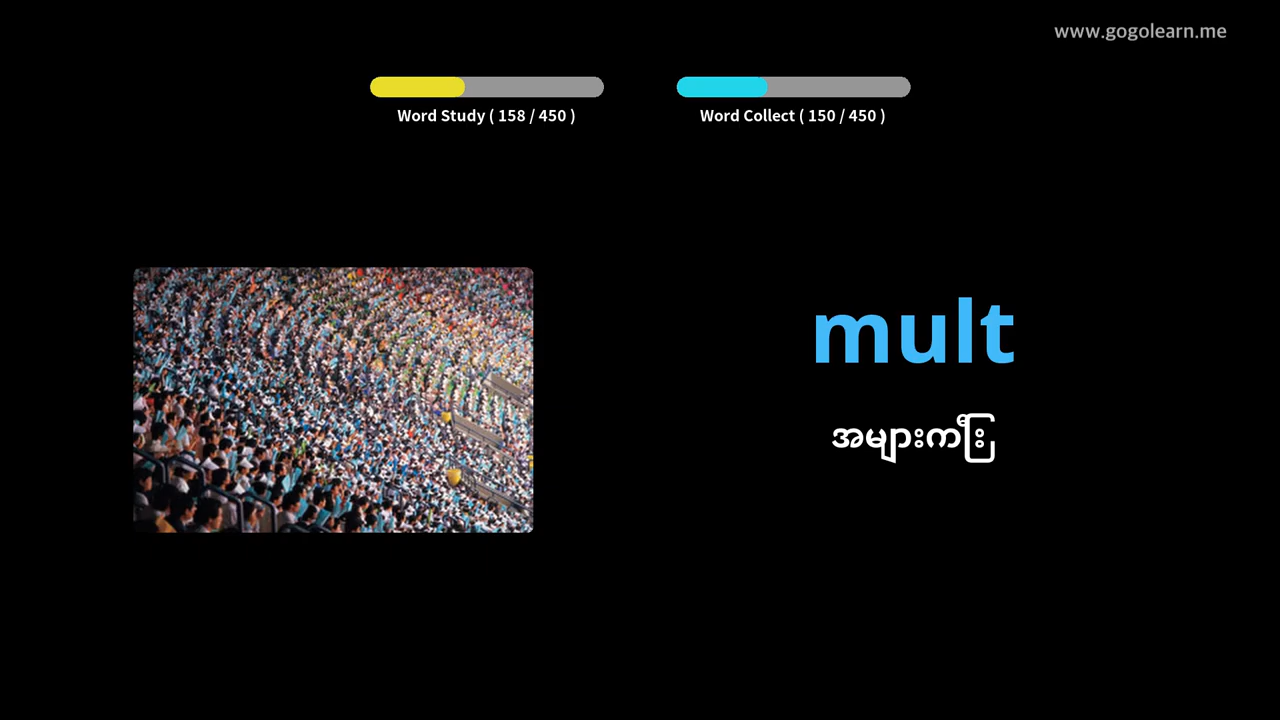 www.gogolearn.me
Word Study ( 158 / 450 )
Word Collect ( 150 / 450 )
mult
အများကြီး